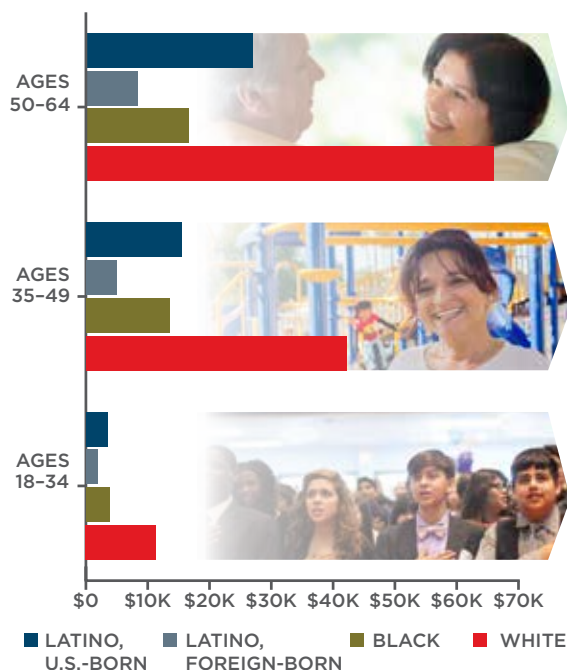 AGES
50–64
AGES
35–49
AGES
18–34
$0 $10K $20K $30K $40K $50K $60K $70K
LATINO, U.S.-BORN
LATINO, FOREIGN-BORN
BLACK
WHITE